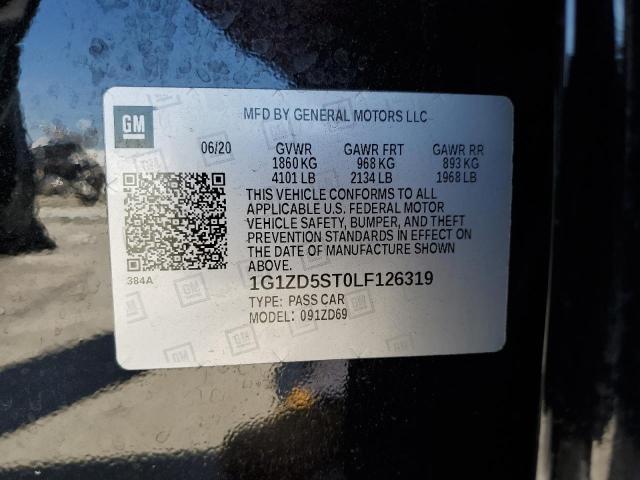 GM
MFD BY GENERAL MOTORS LLC
06/20 GVWR GAWR FRT GAWR RR
1860 KG 968 KG 893 KG
4101 LB 2134 LB 1968 LB
THIS VEHICLE CONFORMS TO ALL
APPLICABLE U.S. FEDERAL MOTOR
VEHICLE SAFETY, BUMPER, AND THEFT
PREVENTION STANDARDS IN EFFECT ON
THE DATE OF MANUFACTURE SHOWN
ABOVE.
384A
1G1ZD5ST0LF126319
TYPE: PASS CAR
MODEL: 091ZD69